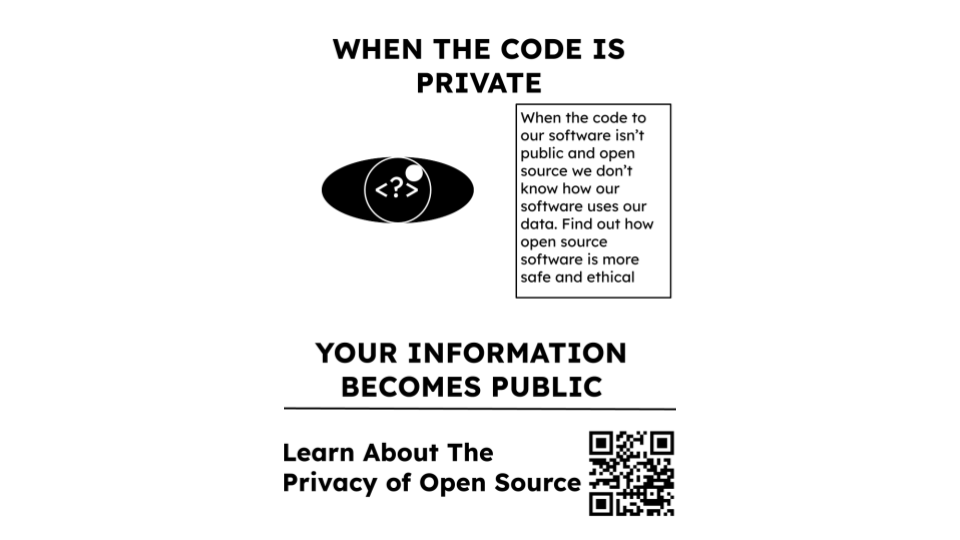 WHEN THE CODE IS
PRIVATE
<?>
When the code to
our software isn't
public and open
source we don't
know how our
software uses our
data. Find out how
open source
software is more
safe and ethical
YOUR INFORMATION
BECOMES PUBLIC
Learn About The
Privacy of Open Source